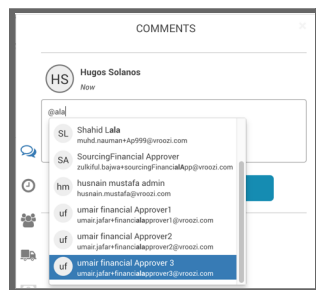 COMMENTS
×
HS
Hugos Solanos
Now
@ala
SL
Shahid Lala
muhd.nauman+Ap999@vroozi.com
SA
SourcingFinancial Approver
zulkiful.bajwa+sourcingfinancialApp@vroozi.com
hm
husnain mustafa admin
husnain.mustafa@vroozi.com
uf
umair financial Approver1
umair.jafar+financialapprover1@vroozi.com
uf
umair financial Approver2
umair.jafar+financialapprover2@vroozi.com
uf
umair financial Approver 3
umair.jafar+financialapprover3@vroozi.com